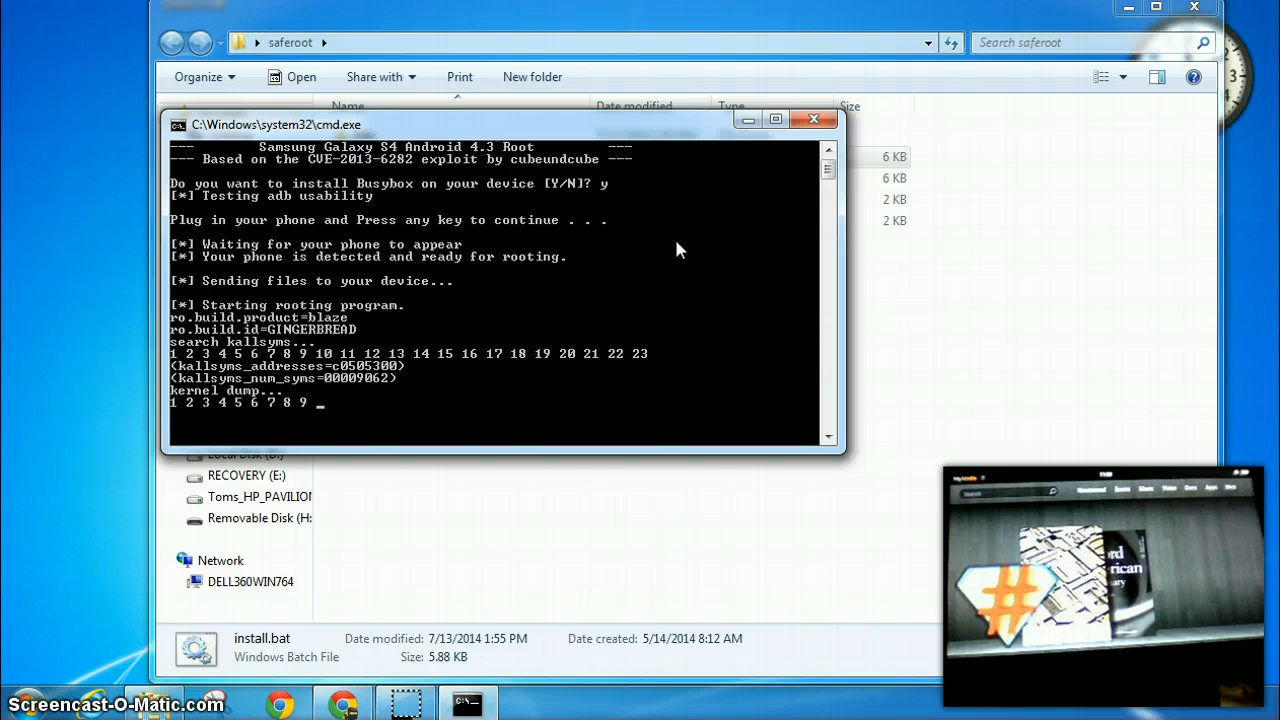 saferoot
Search saferoot
Organize
Open
Share with
Print
New folder
Name
Date modified
Type
Size
C:\Windows\system32\cmd.exe
--- Samsung Galaxy S4 Android 4.3 Root ---
--- Based on the CVE-2013-6282 exploit by cubeundcube ---
Do you want to install Busybox on your device [Y/N]? y
[*] Testing adb usability
Plug in your phone and Press any key to continue . . .
[*] Waiting for your phone to appear
[*] Your phone is detected and ready for rooting.
[*] Sending files to your device...
[*] Starting rooting program.
ro.build.product=blaze
ro.build.id=GINGERBREAD
search kallsyms...
1 2 3 4 5 6 7 8 9 10 11 12 13 14 15 16 17 18 19 20 21 22 23
(kallsyms_addresses=c0505300)
(kallsyms_num_syms=00009062)
kernel dump...
1 2 3 4 5 6 7 8 9 _
6 KB
6 KB
2 KB
2 KB
Local Disk (D:)
RECOVERY (E:)
Toms_HP_PAVILION
Removable Disk (H:
Network
DELL360WIN764
install.bat
Date modified: 7/13/2014 1:55 PM
Date created: 5/14/2014 8:12 AM
Windows Batch File
Size: 5.88 KB
Search
Docs
Apps
#
Screencast-O-Matic.com